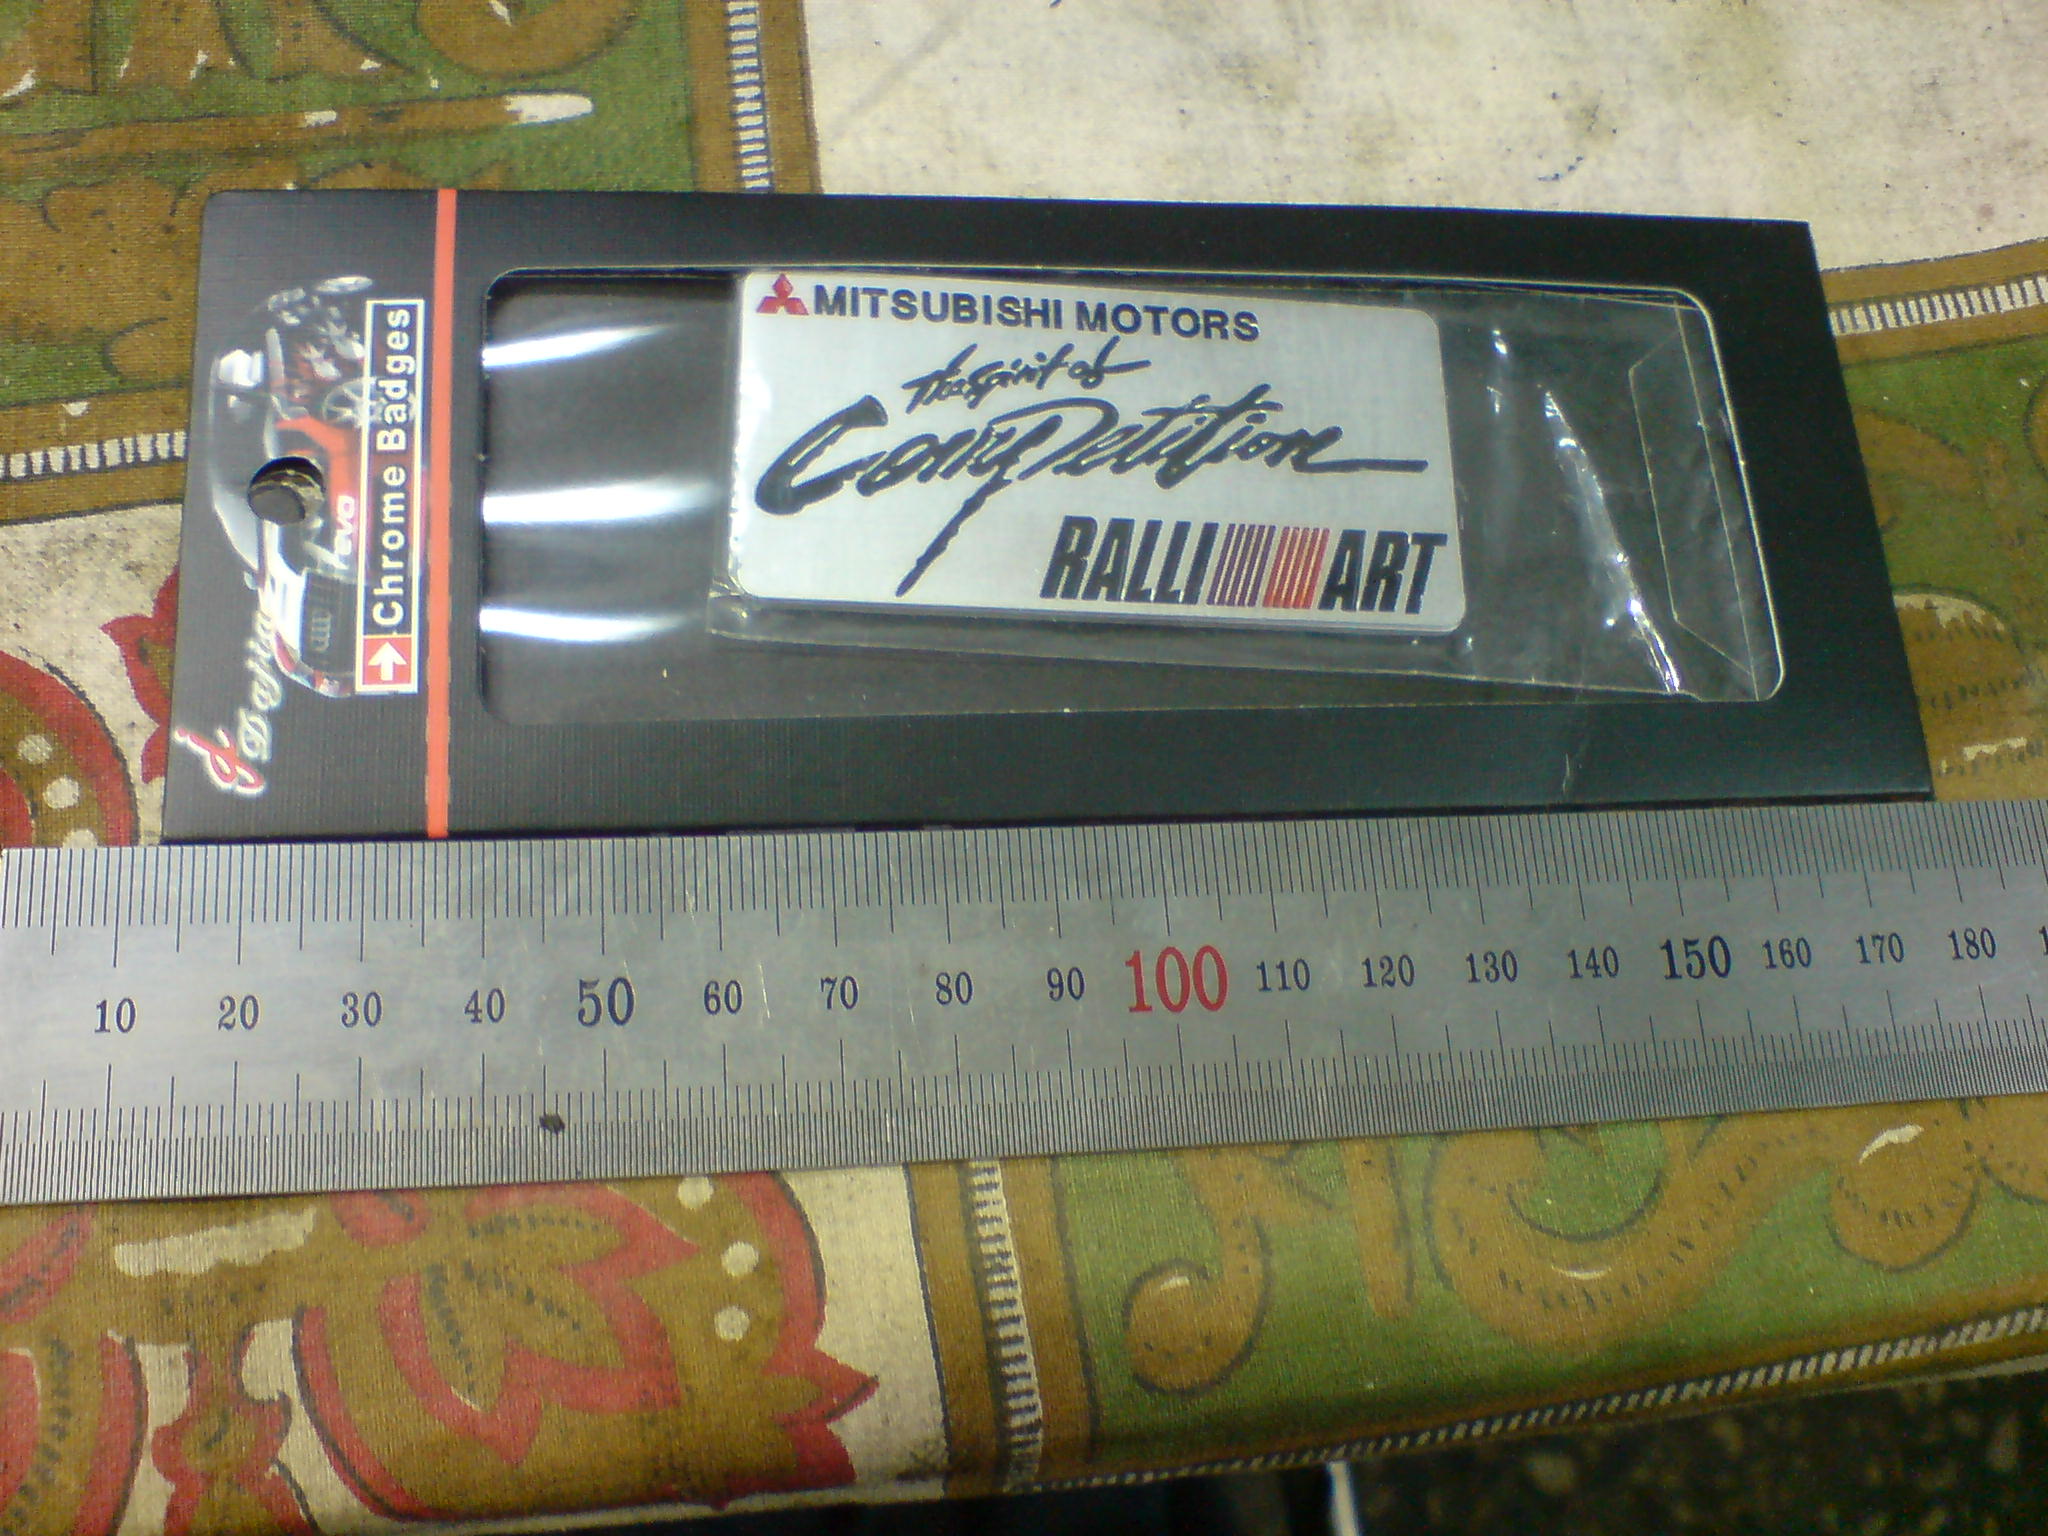 MITSUBISHI MOTORS
The Spirit of
Competition
RALLI ART
Chrome Badges
evo
10 20 30 40 50 60 70 80 90 100 110 120 130 140 150 160 170 180